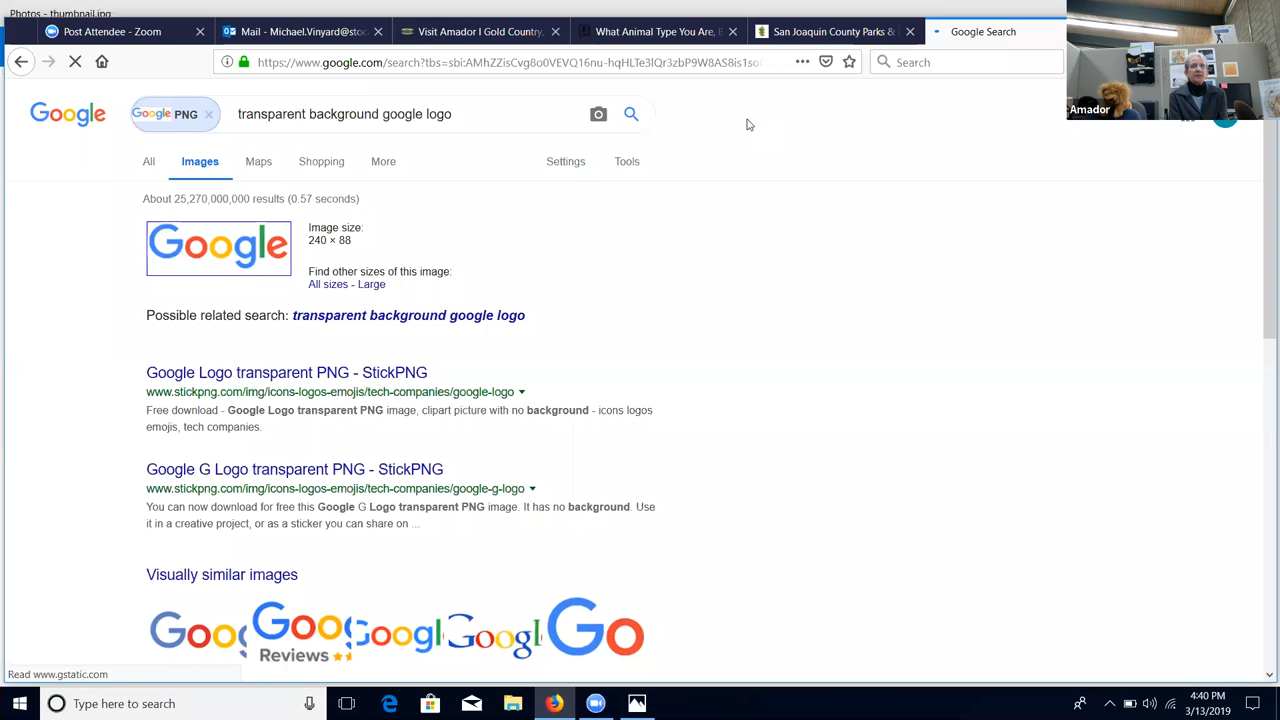 Photos - thumbnail.jpg
Post Attendee - Zoom
Mail - Michael.Vinyard@stoc
Visit Amador I Gold Country,
What Animal Type You Are, B
San Joaquin County Parks &
Google Search
https://www.google.com/search?tbs=sbi:AMhZZisCvg8o0VEVQ16nu-hqHLTe3lQr3zbP9W8AS8is1so
Search
Amador
Google
Google PNG
transparent background google logo
All
Images
Maps
Shopping
More
Settings
Tools
About 25,270,000,000 results (0.57 seconds)
Google
Image size:
240 × 88
Find other sizes of this image:
All sizes - Large
Possible related search: transparent background google logo
Google Logo transparent PNG - StickPNG
www.stickpng.com/img/icons-logos-emojis/tech-companies/google-logo
Free download - Google Logo transparent PNG image, clipart picture with no background - icons logos
emojis, tech companies.
Google G Logo transparent PNG - StickPNG
www.stickpng.com/img/icons-logos-emojis/tech-companies/google-g-logo
You can now download for free this Google G Logo transparent PNG image. It has no background. Use
it in a creative project, or as a sticker you can share on ...
Visually similar images
Goog
Goo
Googl
Googl
Go
Reviews
Read www.gstatic.com
Type here to search
4:40 PM
3/13/2019